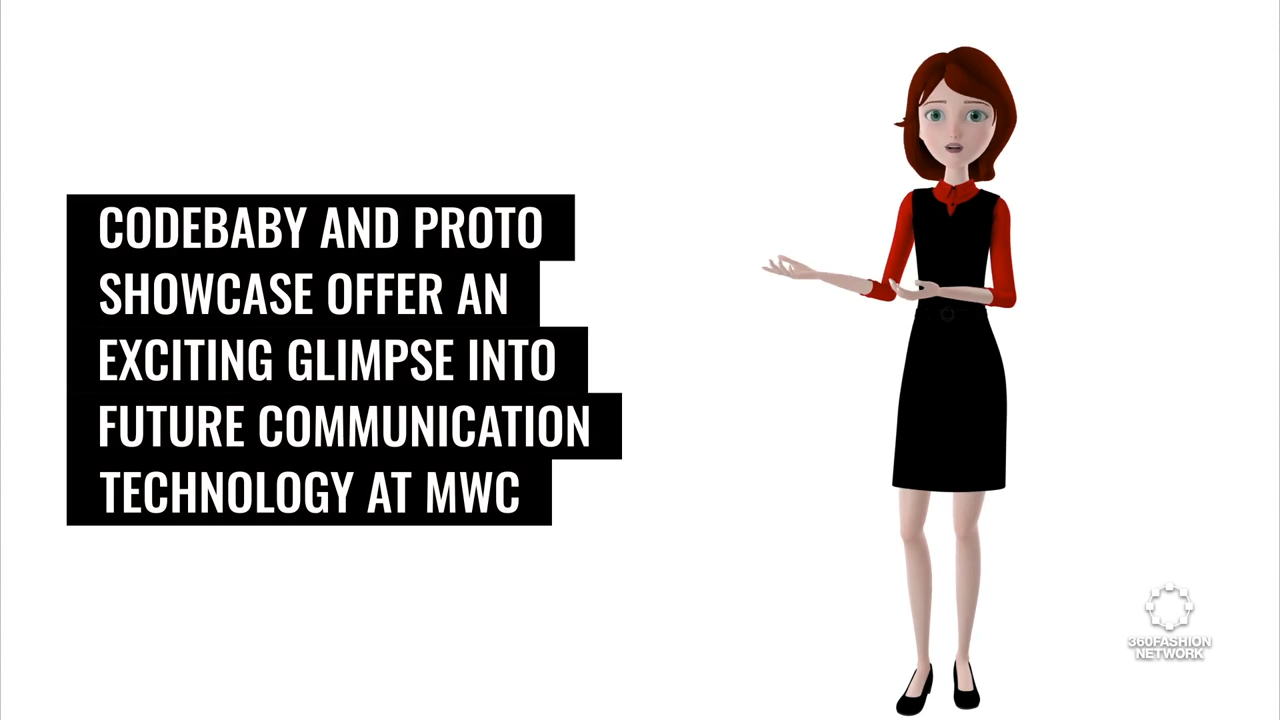 CODEBABY AND PROTO
SHOWCASE OFFER AN
EXCITING GLIMPSE INTO
FUTURE COMMUNICATION
TECHNOLOGY AT MWC
360FASHION
NETWORK